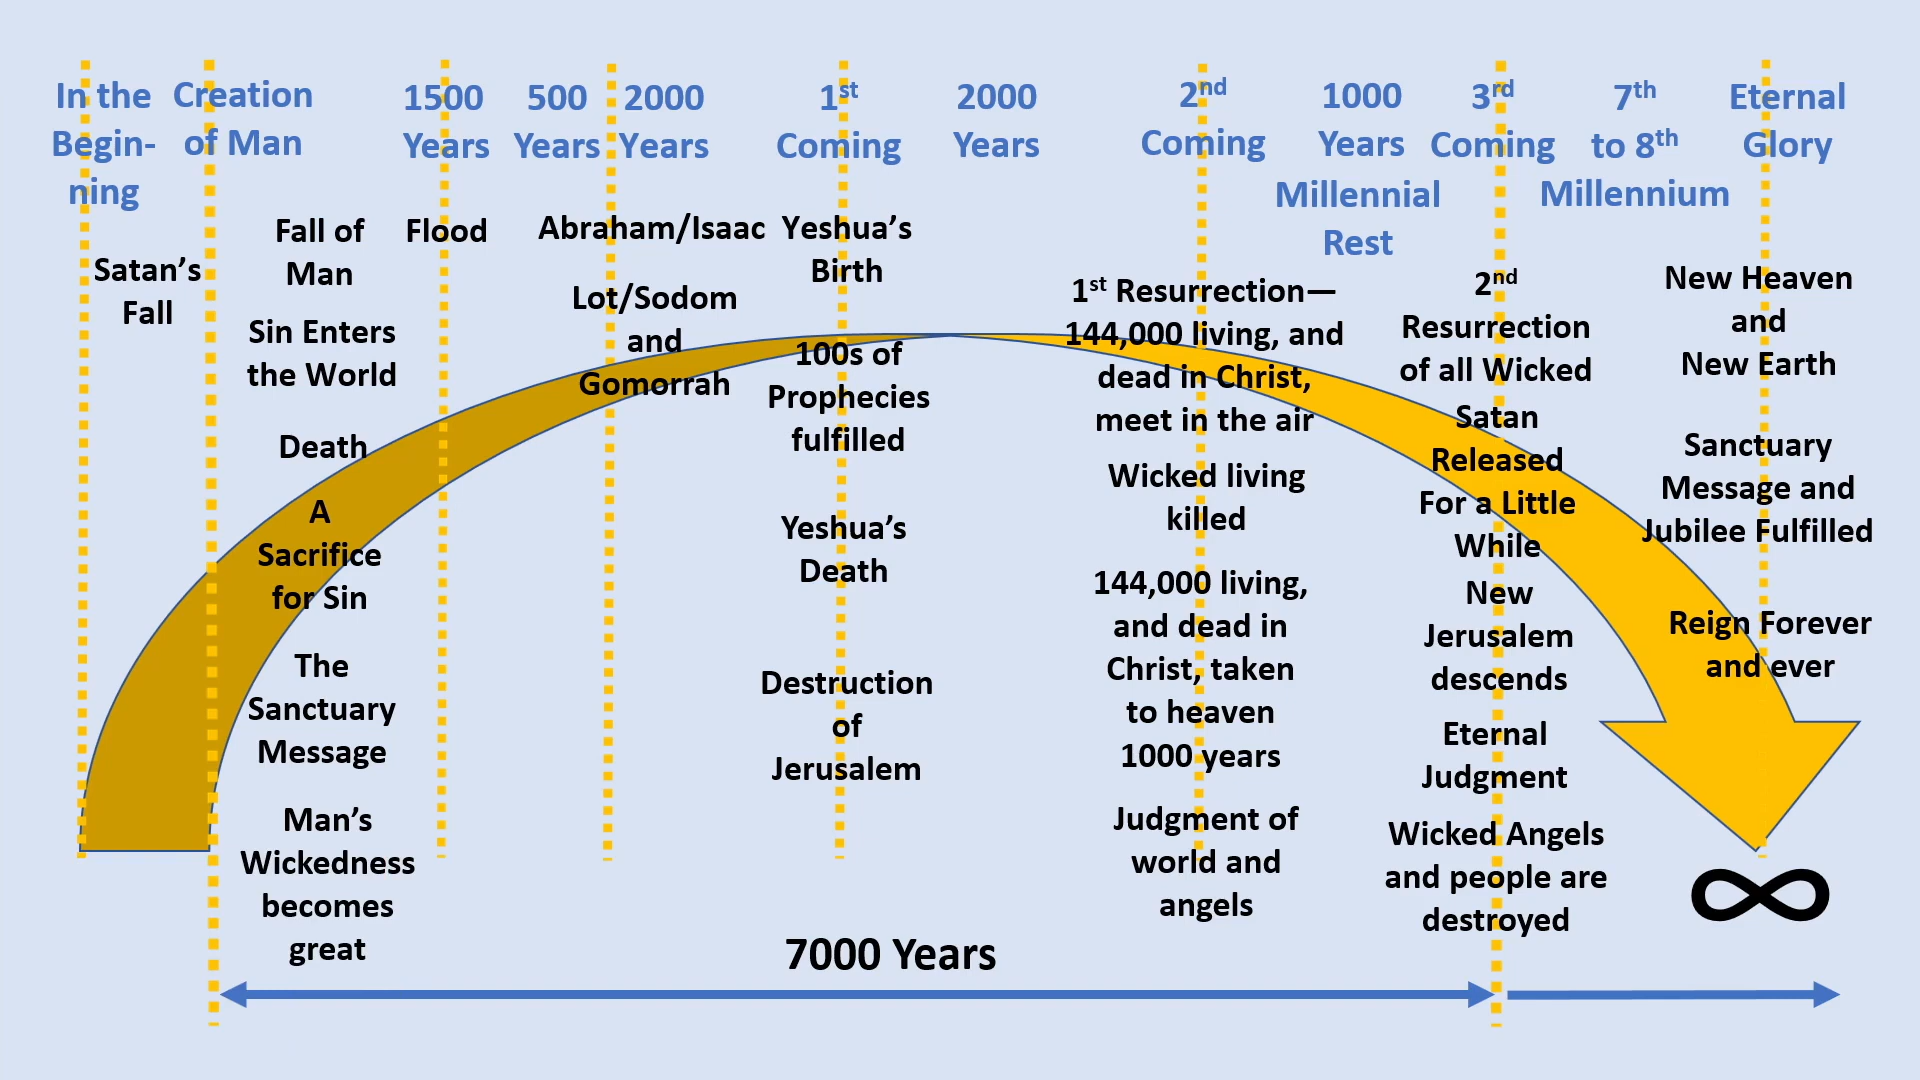 In the
Begin-
ning
Creation
of Man
1500
Years
500
Years
2000
Years
1st
Coming
2000
Years
2nd
Coming
1000
Years
Millennial
Rest
3rd
Coming
7th
to 8th
Millennium
Eternal
Glory
Satan's
Fall
Fall of
Man
Sin Enters
the World
Death
A
Sacrifice
for Sin
The
Sanctuary
Message
Man's
Wickedness
becomes
great
Flood
Abraham/Isaac
Lot/Sodom
and
Gomorrah
Yeshua's
Birth
100s of
Prophecies
fulfilled
Yeshua's
Death
Destruction
of
Jerusalem
1st Resurrection—
144,000 living, and
dead in Christ,
meet in the air
Wicked living
killed
144,000 living,
and dead in
Christ, taken
to heaven
1000 years
Judgment of
world and
angels
2nd
Resurrection
of all Wicked
Satan
Released
For a Little
While
New
Jerusalem
descends
Eternal
Judgment
Wicked Angels
and people are
destroyed
New Heaven
and
New Earth
Sanctuary
Message and
Jubilee Fulfilled
Reign Forever
and ever
∞
7000 Years